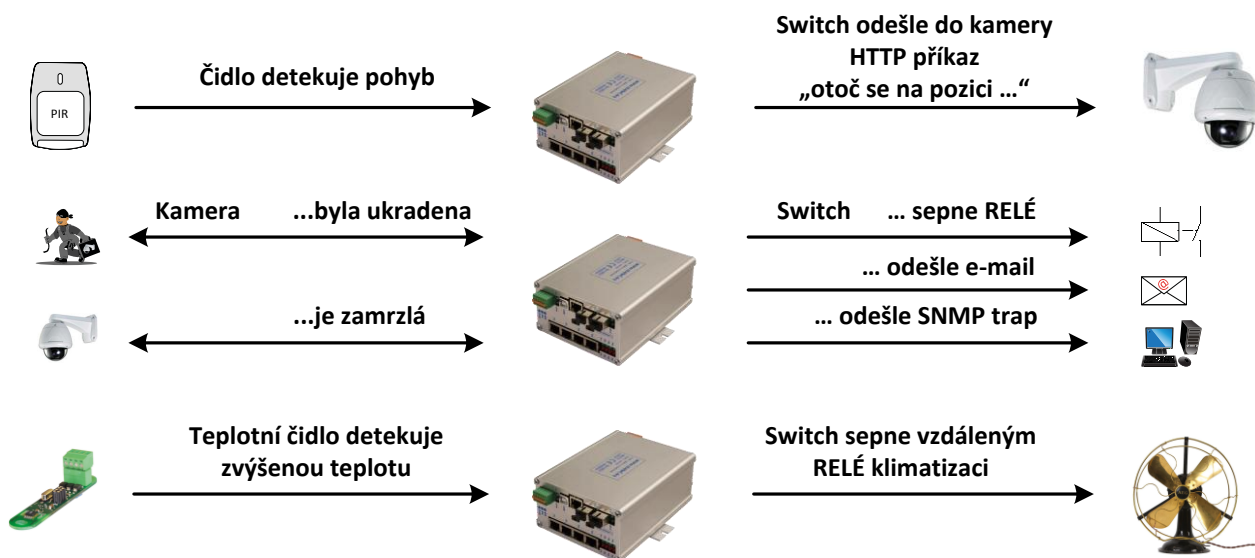 Čidlo detekuje pohyb
Switch odešle do kamery
HTTP příkaz
„otoč se na pozici …“
PIR
Kamera ...byla ukradena
Switch ... sepne RELÉ
... odešle e-mail
...je zamrzlá
... odešle SNMP trap
Teplotní čidlo detekuje
zvýšenou teplotu
Switch sepne vzdáleným
RELÉ klimatizaci